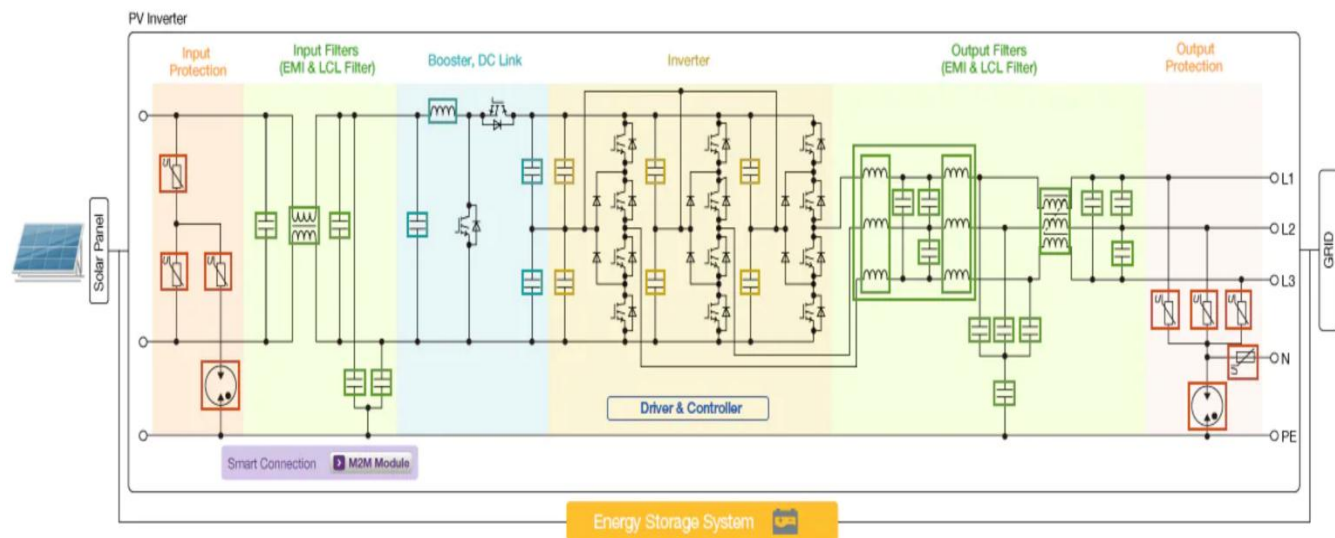 PV Inverter
Input
Protection
Input Filters
(EMI & LCL Filter)
Booster, DC Link
Inverter
Output Filters
(EMI & LCL Filter)
Output
Protection
Solar Panel
U
U
U
L1
L2
L3
U
U
U
N
PE
GRID
Driver & Controller
Smart Connection
M2M Module
Energy Storage System